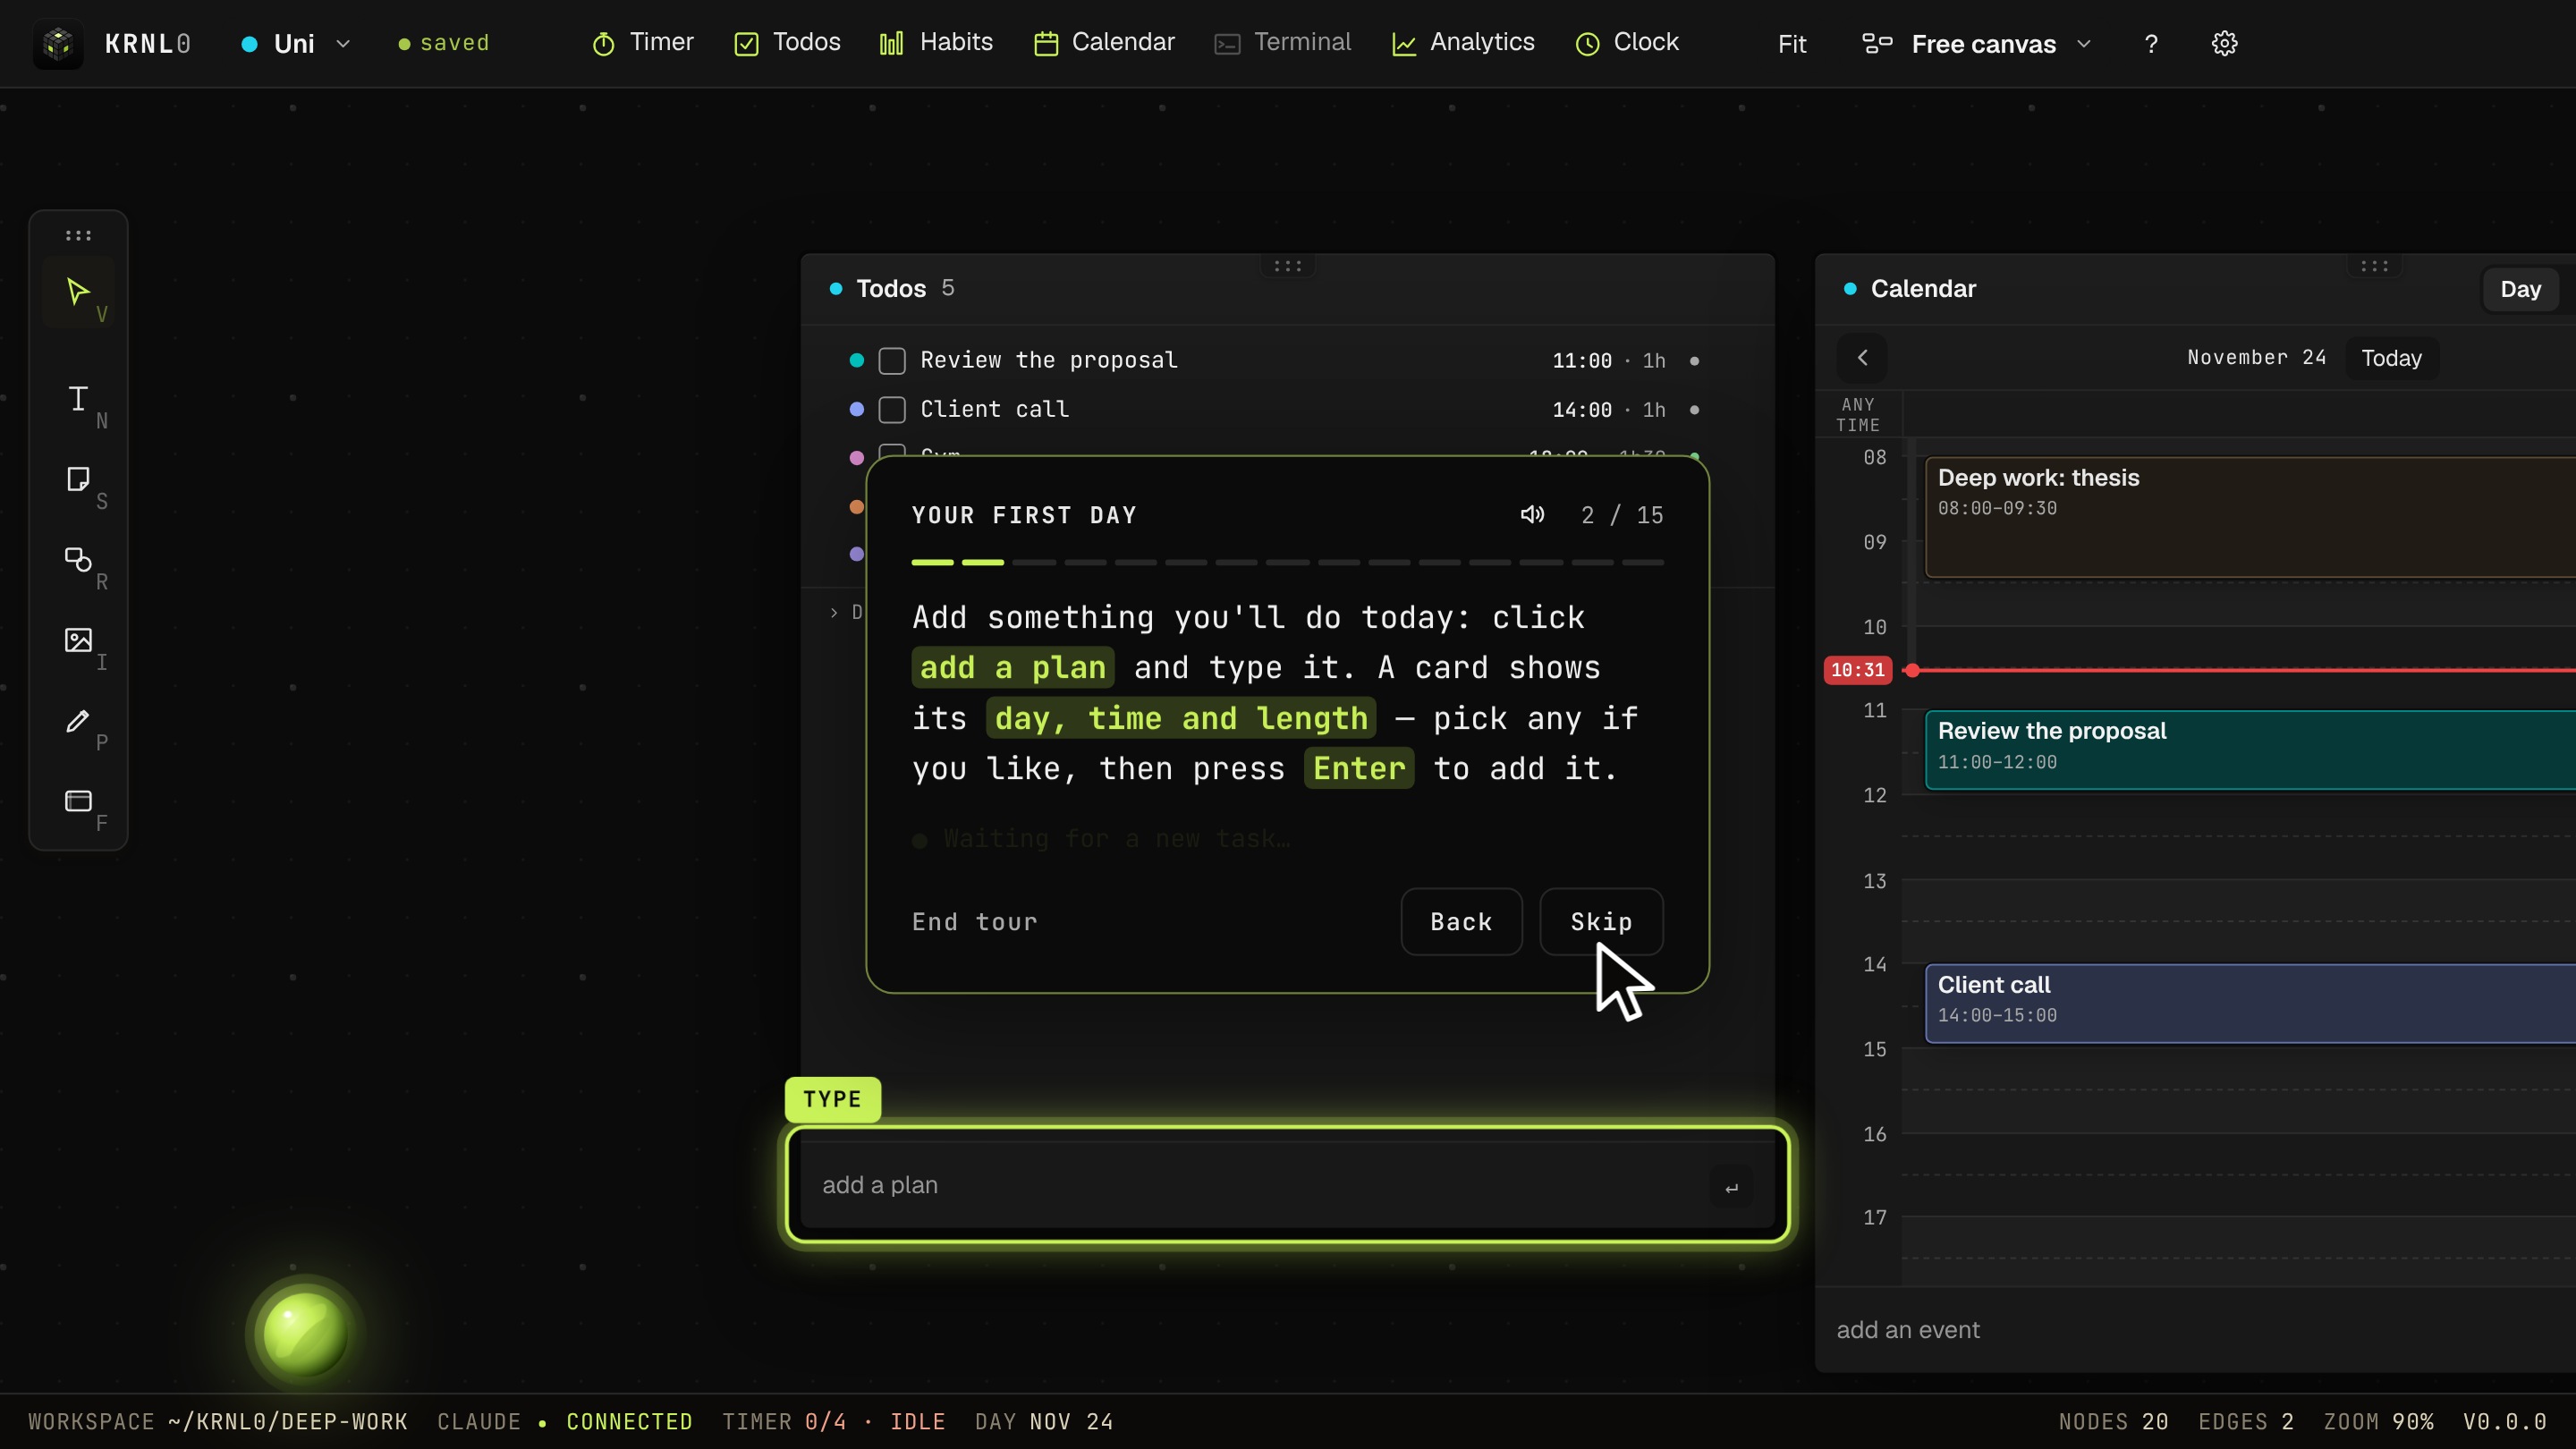 KRNL0
Uni
saved
Timer
Todos
Habits
Calendar
Terminal
Analytics
Clock
Fit
Free canvas
?
V
N
S
R
I
P
F
Todos 5
Review the proposal 11:00 · 1h
Client call 14:00 · 1h
YOUR FIRST DAY 2 / 15
Add something you'll do today: click
add a plan and type it. A card shows
its day, time and length — pick any if
you like, then press Enter to add it.
Waiting for a new task…
End tour
Back
Skip
TYPE
add a plan
Calendar
Day
November 24
Today
ANY
TIME
08
Deep work: thesis
08:00–09:30
09
10
10:31
11
Review the proposal
11:00–12:00
12
13
14
Client call
14:00–15:00
15
16
17
add an event
WORKSPACE ~/KRNL0/DEEP-WORK CLAUDE • CONNECTED TIMER 0/4 · IDLE DAY NOV 24
NODES 20 EDGES 2 ZOOM 90% V0.0.0